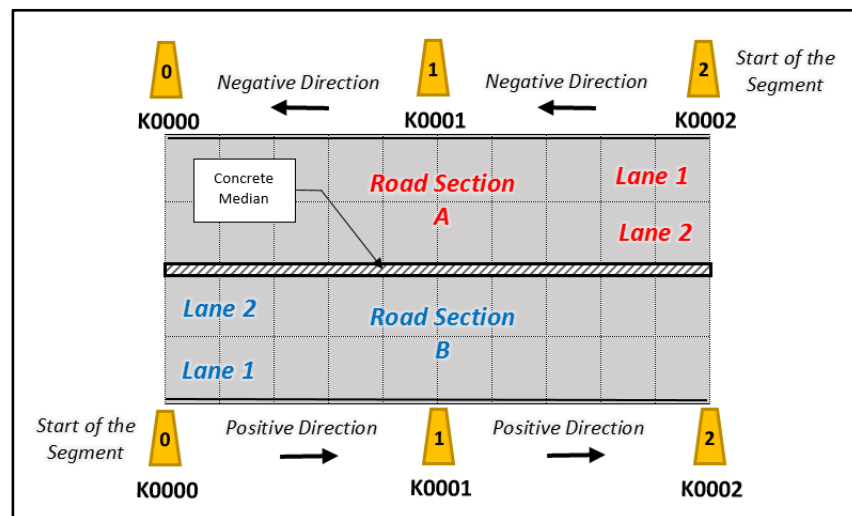 0
1
2
Start of the
Segment
Negative Direction
Negative Direction
K0000
K0001
K0002
Concrete
Median
Road Section
A
Lane 1
Lane 2
Lane 2
Road Section
B
Lane 1
Start of the
Segment
0
Positive Direction
1
Positive Direction
2
K0000
K0001
K0002